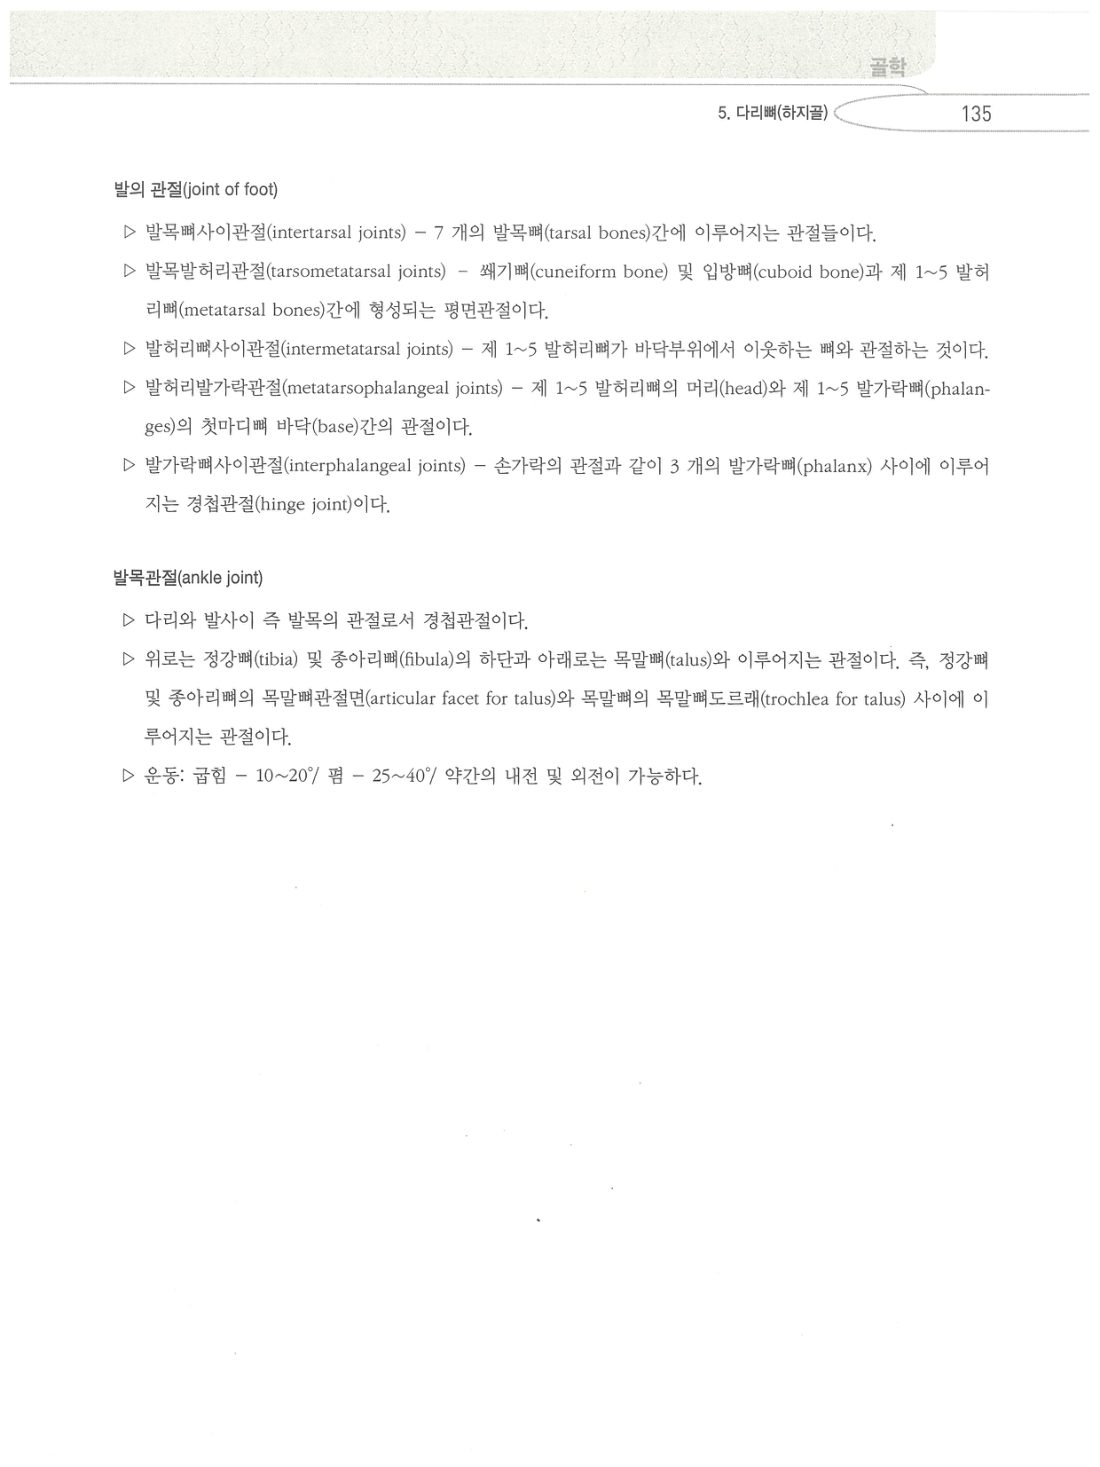 골학
5. 다리뼈(하지골)
135
발의 관절(joint of foot)
▷ 발목뼈사이관절(intertarsal joints) – 7 개의 발목뼈(tarsal bones)간에 이루어지는 관절들이다.
▷ 발목발허리관절(tarsometatarsal joints) – 쐐기뼈(cuneiform bone) 및 입방뼈(cuboid bone)과 제 1~5 발허
리뼈(metatarsal bones)간에 형성되는 평면관절이다.
▷ 발허리뼈사이관절(intermetatarsal joints) – 제 1~5 발허리뼈가 바닥부위에서 이웃하는 뼈와 관절하는 것이다.
▷ 발허리발가락관절(metatarsophalangeal joints) – 제 1~5 발허리뼈의 머리(head)와 제 1~5 발가락뼈(phalan-
ges)의 첫마디뼈 바닥(base)간의 관절이다.
▷ 발가락뼈사이관절(interphalangeal joints) – 손가락의 관절과 같이 3 개의 발가락뼈(phalanx) 사이에 이루어
지는 경첩관절(hinge joint)이다.
발목관절(ankle joint)
▷ 다리와 발사이 즉 발목의 관절로서 경첩관절이다.
▷ 위로는 정강뼈(tibia) 및 종아리뼈(fibula)의 하단과 아래로는 목말뼈(talus)와 이루어지는 관절이다. 즉, 정강뼈
및 종아리뼈의 목말뼈관절면(articular facet for talus)와 목말뼈의 목말뼈도르래(trochlea for talus) 사이에 이
루어지는 관절이다.
▷ 운동: 굽힘 – 10~20°/ 폄 – 25~40°/ 약간의 내전 및 외전이 가능하다.